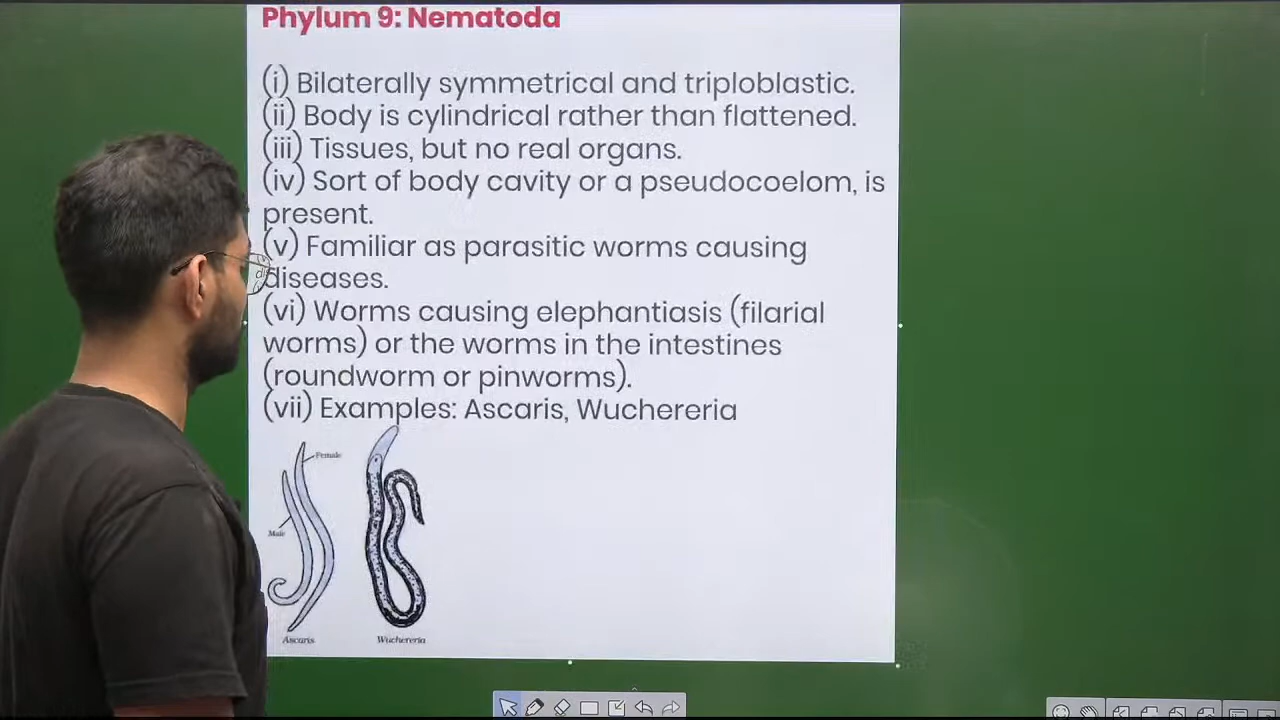 Phylum 9: Nematoda
(i) Bilaterally symmetrical and triploblastic.
(ii) Body is cylindrical rather than flattened.
(iii) Tissues, but no real organs.
(iv) Sort of body cavity or a pseudocoelom, is
present.
(v) Familiar as parasitic worms causing
diseases.
(vi) Worms causing elephantiasis (filarial
worms) or the worms in the intestines
(roundworm or pinworms).
(vii) Examples: Ascaris, Wuchereria
Female
Male
Ascaris
Wuchereria